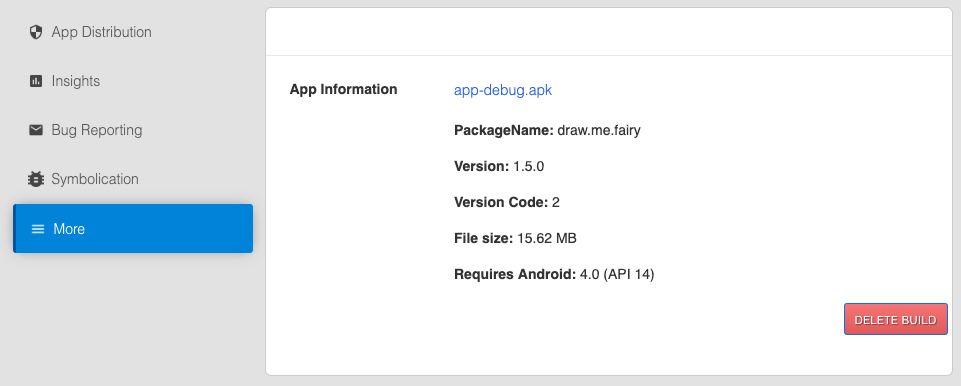 App Distribution
Insights
Bug Reporting
Symbolication
More
App Information
app-debug.apk
PackageName: draw.me.fairy
Version: 1.5.0
Version Code: 2
File size: 15.62 MB
Requires Android: 4.0 (API 14)
DELETE BUILD